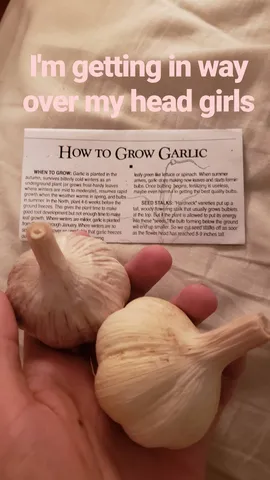 I'm getting in way
over my head girls
HOW TO GROW GARLIC
WHEN TO GROW: Garlic is planted in the
autumn, survives bitterly cold winters as an
underground plant (or grows frost-hardy leaves
where winters are mild to moderate), resumes rapid
growth when the weather warms in spring, and bulbs
in summer. In the North, plant 4-6 weeks before the
ground freezes. This gives the plant time to make
good root development but not enough time to make
leaf growth. Where winters are milder, garlic is
through January. Where winters are
garlic freezes
leafy green like lettuce or spinach. When summer
arrives, garlic stops making new leaves and starts forming
bulbs. Once bulbing begins, fertilizing is useless,
maybe even harmful to getting the best quality bulbs.
SEED STALKS: "Hardneck" varieties put up a
tall, woody flowering stalk that usually grows bulblets
at the top. But if the plant is allowed to put its energy
into these "seeds," the bulb forming below the ground
will end up smaller. So we cut seed stalks off as soon
as the flower head has reached 8-9 inches tall